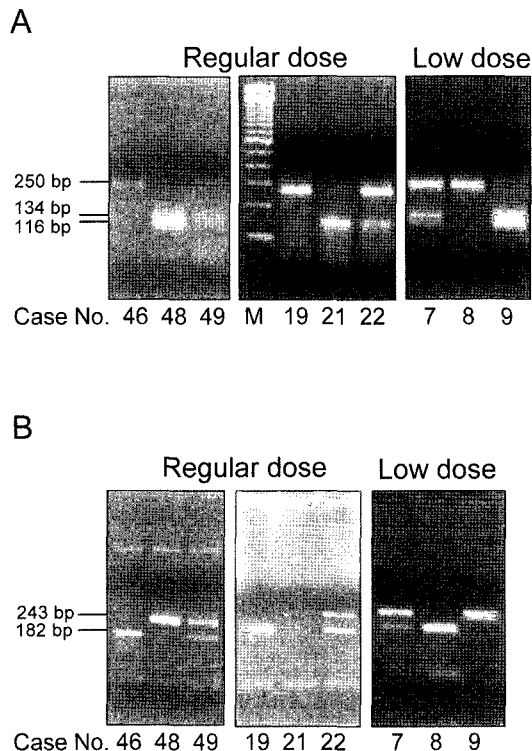 A
Regular dose Low dose
250 bp
134 bp
116 bp
Case No. 46 48 49 M 19 21 22 7 8 9
B
Regular dose Low dose
243 bp
182 bp
Case No. 46 48 49 19 21 22 7 8 9